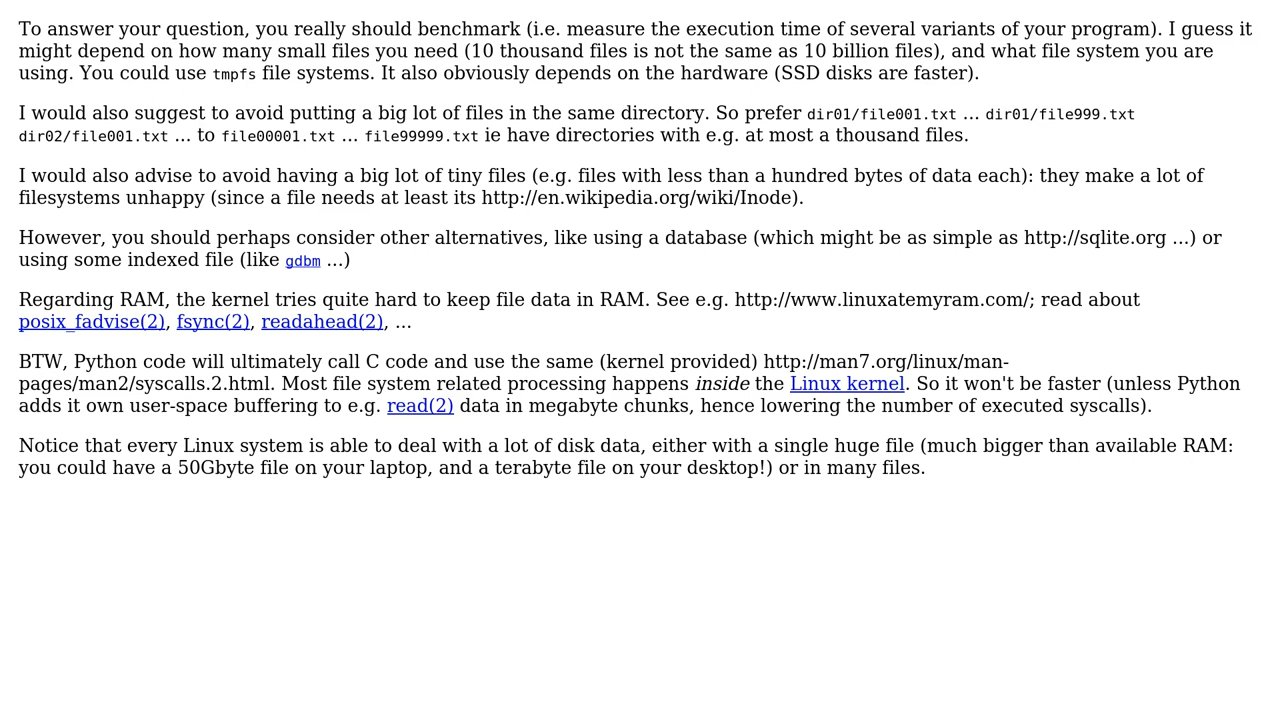 To answer your question, you really should benchmark (i.e. measure the execution time of several variants of your program). I guess it
might depend on how many small files you need (10 thousand files is not the same as 10 billion files), and what file system you are
using. You could use tmpfs file systems. It also obviously depends on the hardware (SSD disks are faster).
I would also suggest to avoid putting a big lot of files in the same directory. So prefer dir01/file001.txt ... dir01/file999.txt
dir02/file001.txt ... to file00001.txt ... file99999.txt ie have directories with e.g. at most a thousand files.
I would also advise to avoid having a big lot of tiny files (e.g. files with less than a hundred bytes of data each): they make a lot of
filesystems unhappy (since a file needs at least its http://en.wikipedia.org/wiki/Inode).
However, you should perhaps consider other alternatives, like using a database (which might be as simple as http://sqlite.org ...) or
using some indexed file (like gdbm ...)
Regarding RAM, the kernel tries quite hard to keep file data in RAM. See e.g. http://www.linuxatemyram.com/; read about
posix_fadvise(2), fsync(2), readahead(2), ...
BTW, Python code will ultimately call C code and use the same (kernel provided) http://man7.org/linux/man-
pages/man2/syscalls.2.html. Most file system related processing happens inside the Linux kernel. So it won't be faster (unless Python
adds it own user-space buffering to e.g. read(2) data in megabyte chunks, hence lowering the number of executed syscalls).
Notice that every Linux system is able to deal with a lot of disk data, either with a single huge file (much bigger than available RAM:
you could have a 50Gbyte file on your laptop, and a terabyte file on your desktop!) or in many files.